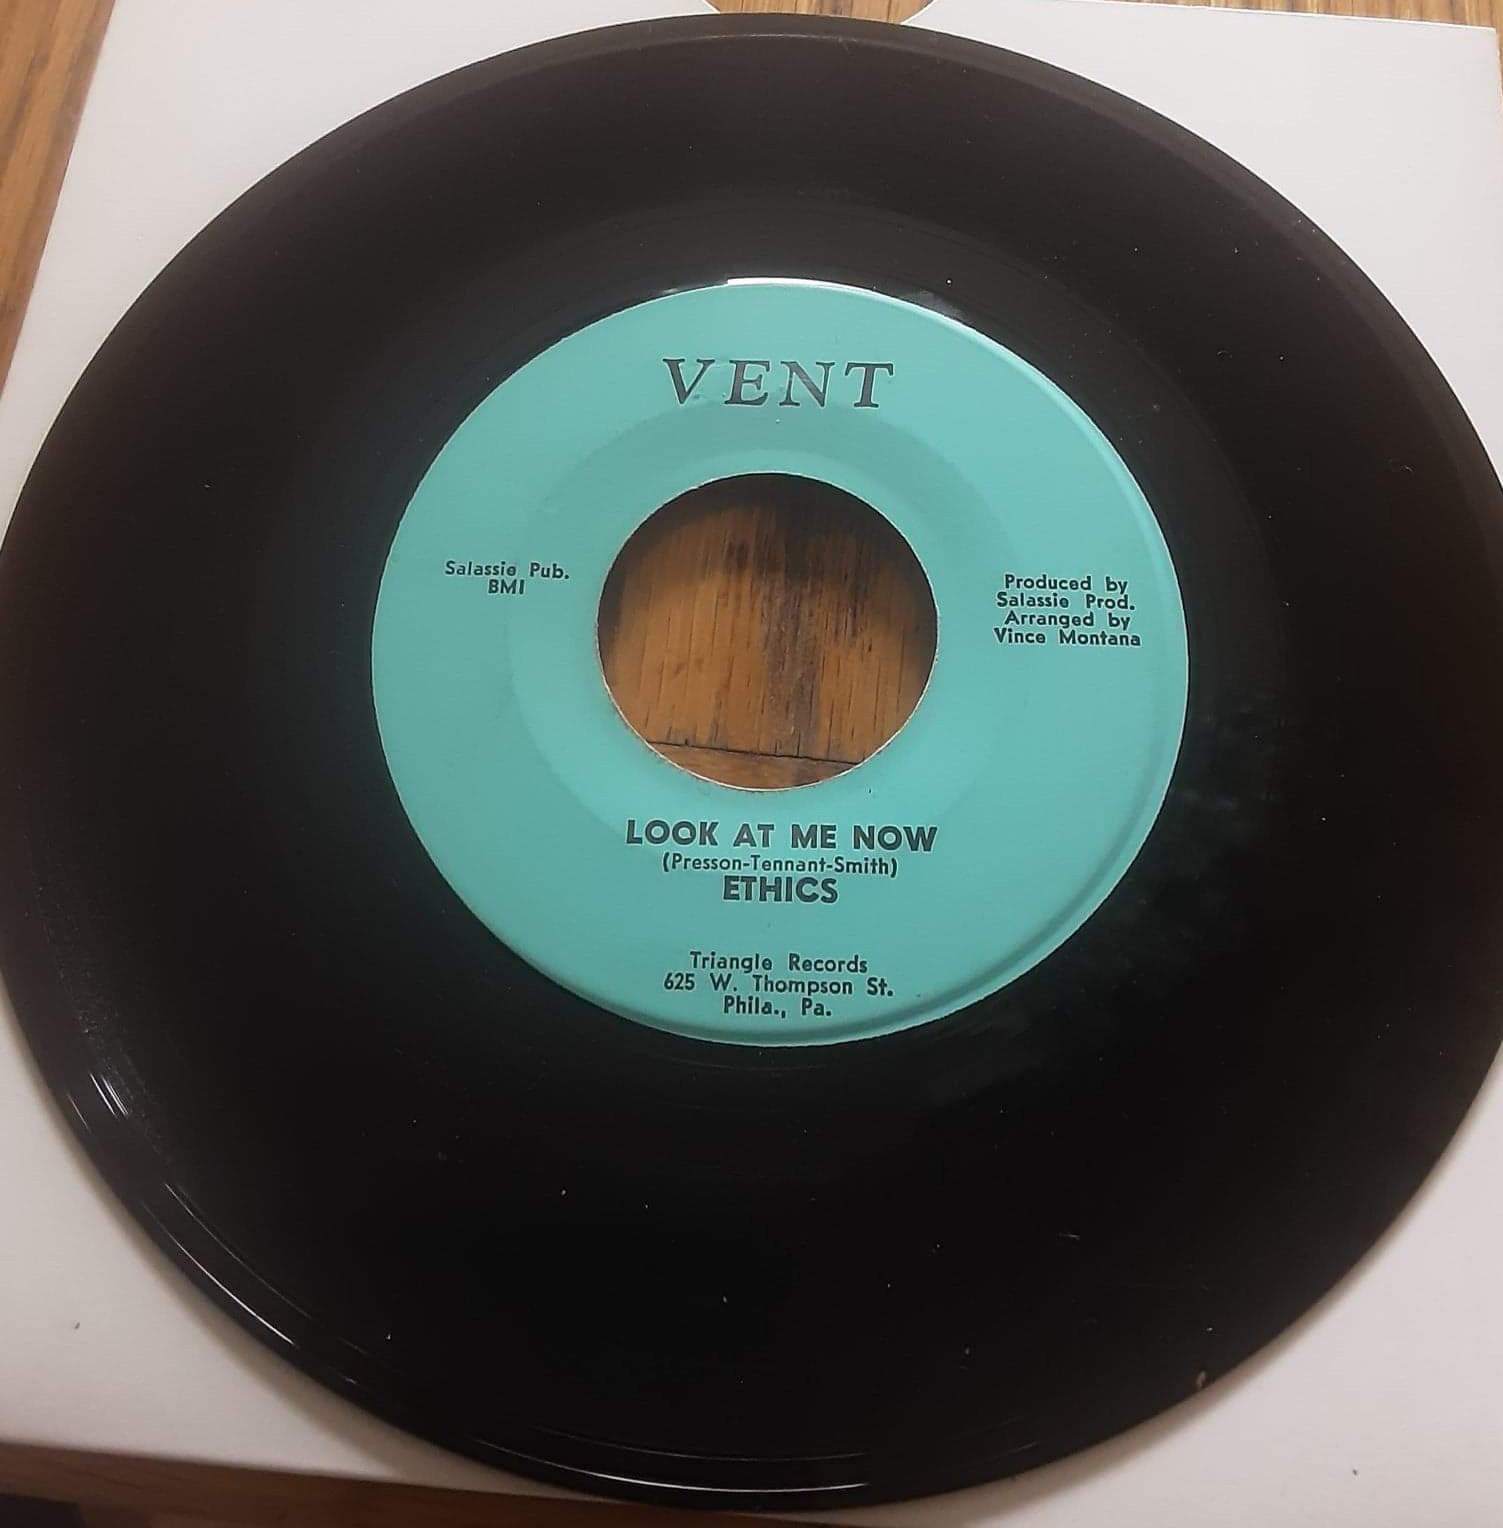 VENT
Salassie Pub.
BMI
Produced by
Salassie Prod.
Arranged by
Vince Montana
LOOK AT ME NOW
(Presson-Tennant-Smith)
ETHICS
Triangle Records
625 W. Thompson St.
Phila., Pa.